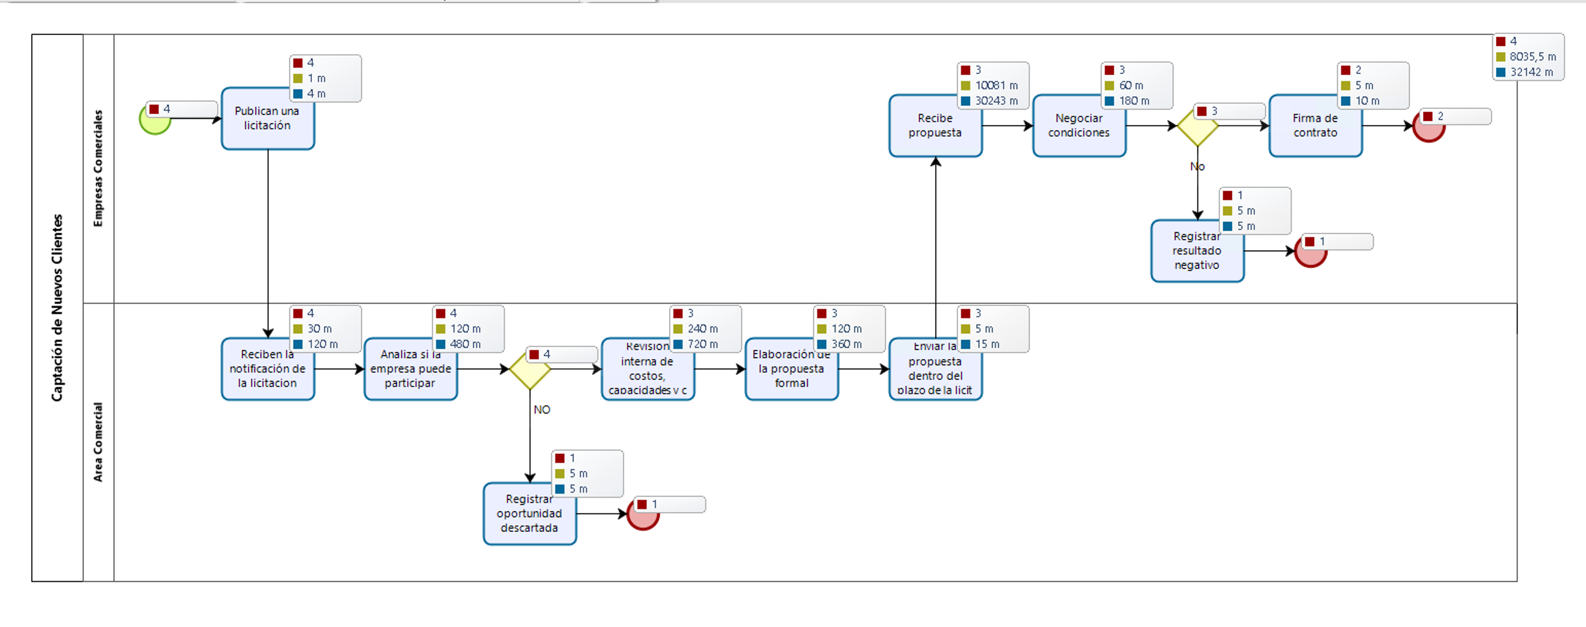 Captación de Nuevos Clientes
Empresas Comerciales
4
8035,5 m
32142 m
4
Publican una
licitación
4
1 m
4 m
Recibe
propuesta
3
10081 m
30243 m
Negociar
condiciones
3
60 m
180 m
3
No
Firma de
contrato
2
5 m
10 m
2
Registrar
resultado
negativo
1
5 m
5 m
1
Area Comercial
Reciben la
notificación de
la licitacion
4
30 m
120 m
Analiza si la
empresa puede
participar
4
120 m
480 m
4
NO
Revisión
interna de
costos,
capacidades y c
3
240 m
720 m
Elaboración de
la propuesta
formal
3
120 m
360 m
Enviar la
propuesta
dentro del
plazo de la licit
3
5 m
15 m
Registrar
oportunidad
descartada
1
5 m
5 m
1